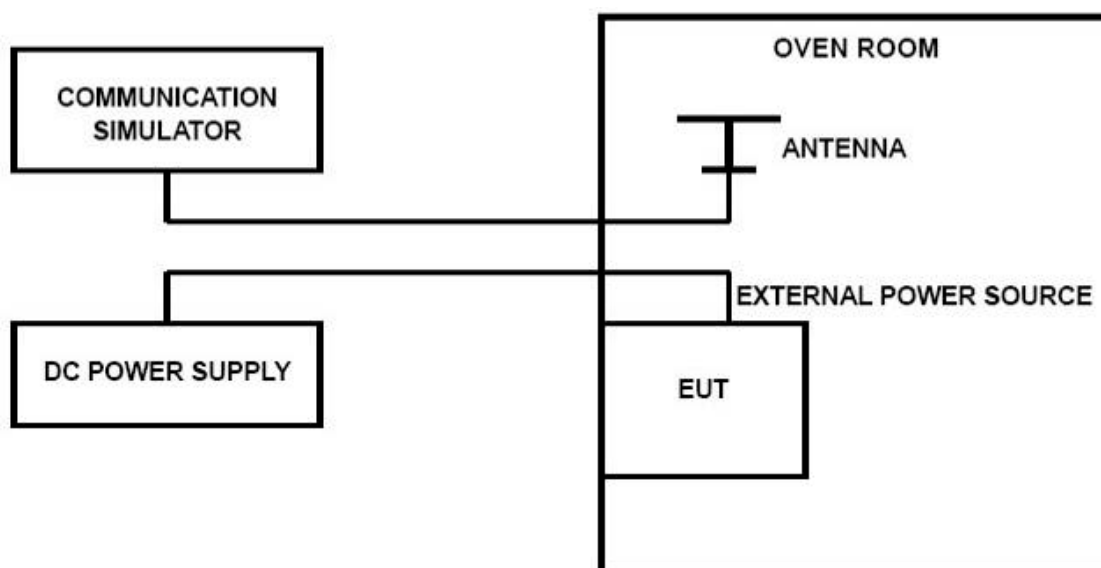 OVEN ROOM
COMMUNICATION
SIMULATOR
ANTENNA
EXTERNAL POWER SOURCE
DC POWER SUPPLY
EUT